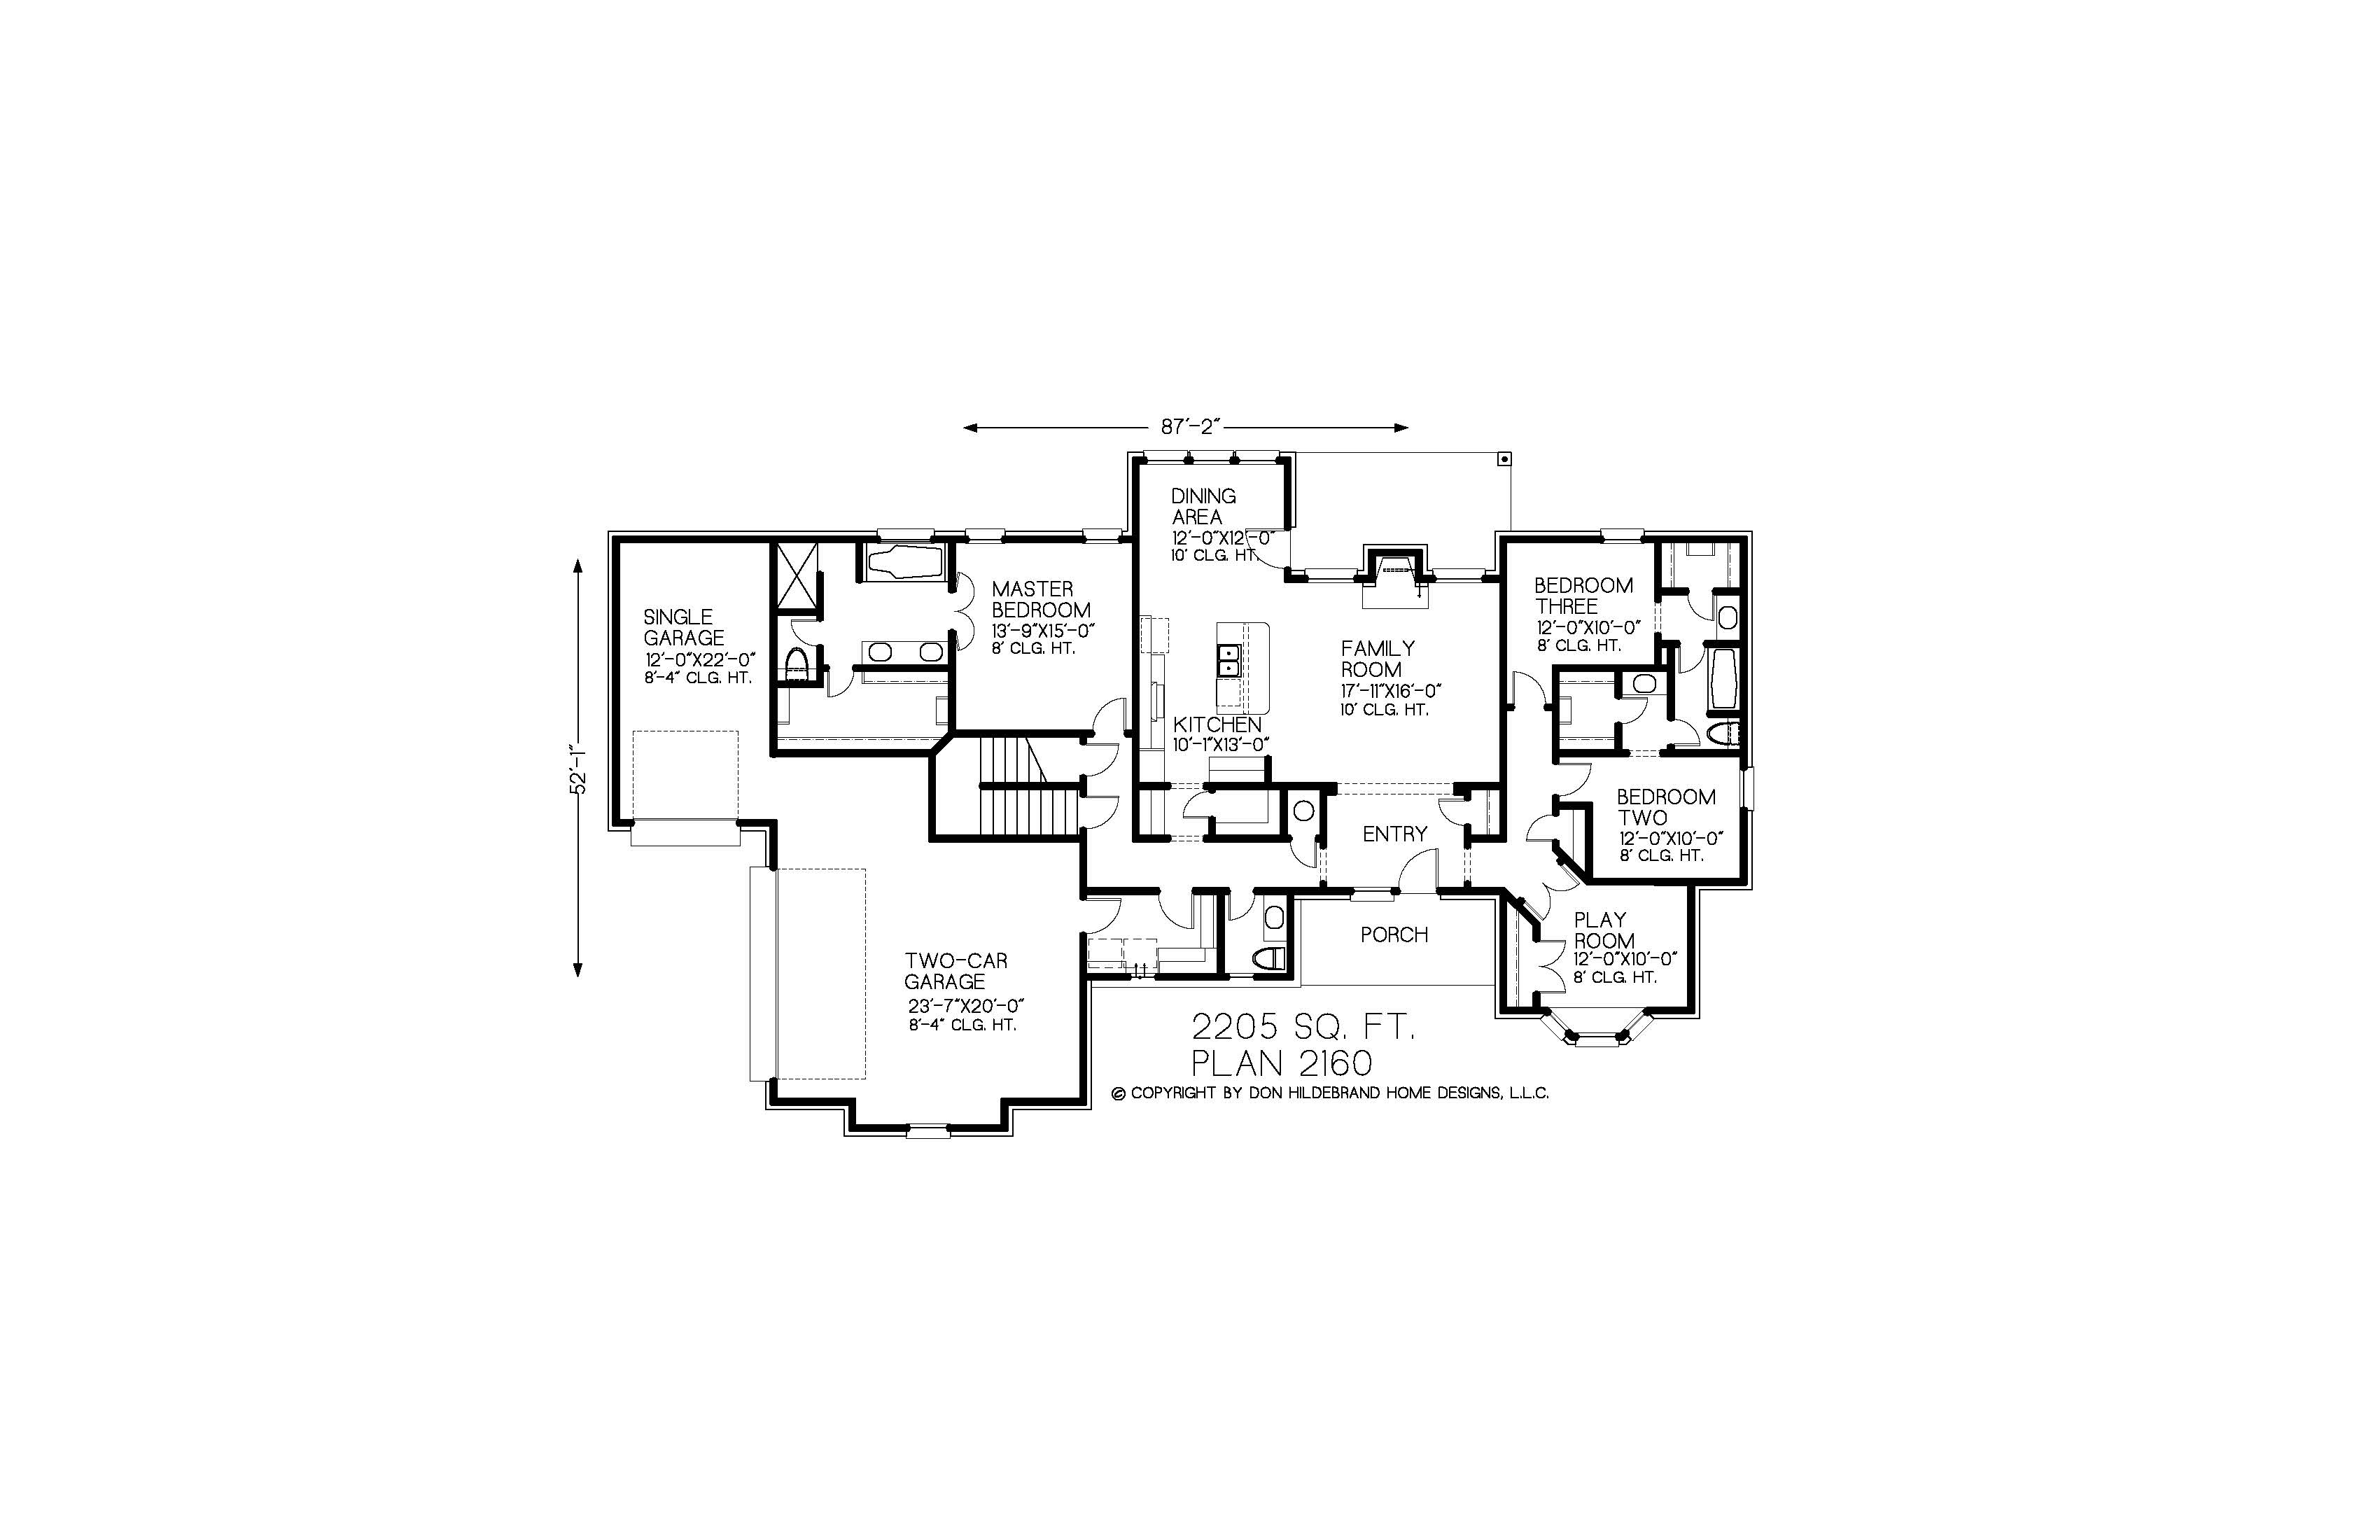 87'-2"
DINING
AREA
12'-0"X12'-0"
10' CLG. HT.
MASTER
BEDROOM
13'-9"X15'-0"
8' CLG. HT.
BEDROOM
THREE
12'-0"X10'-0"
8' CLG. HT.
SINGLE
GARAGE
12'-0"X22'-0"
8'-4" CLG. HT.
FAMILY
ROOM
17'-11"X16'-0"
10' CLG. HT.
KITCHEN
10'-1"X13'-0"
52'-1"
BEDROOM
TWO
12'-0"X10'-0"
8' CLG. HT.
ENTRY
PORCH
PLAY
ROOM
12'-0"X10'-0"
8' CLG. HT.
TWO-CAR
GARAGE
23'-7"X20'-0"
8'-4" CLG. HT.
2205 SQ. FT.
PLAN 2160
© COPYRIGHT BY DON HILDEBRAND HOME DESIGNS, L.L.C.